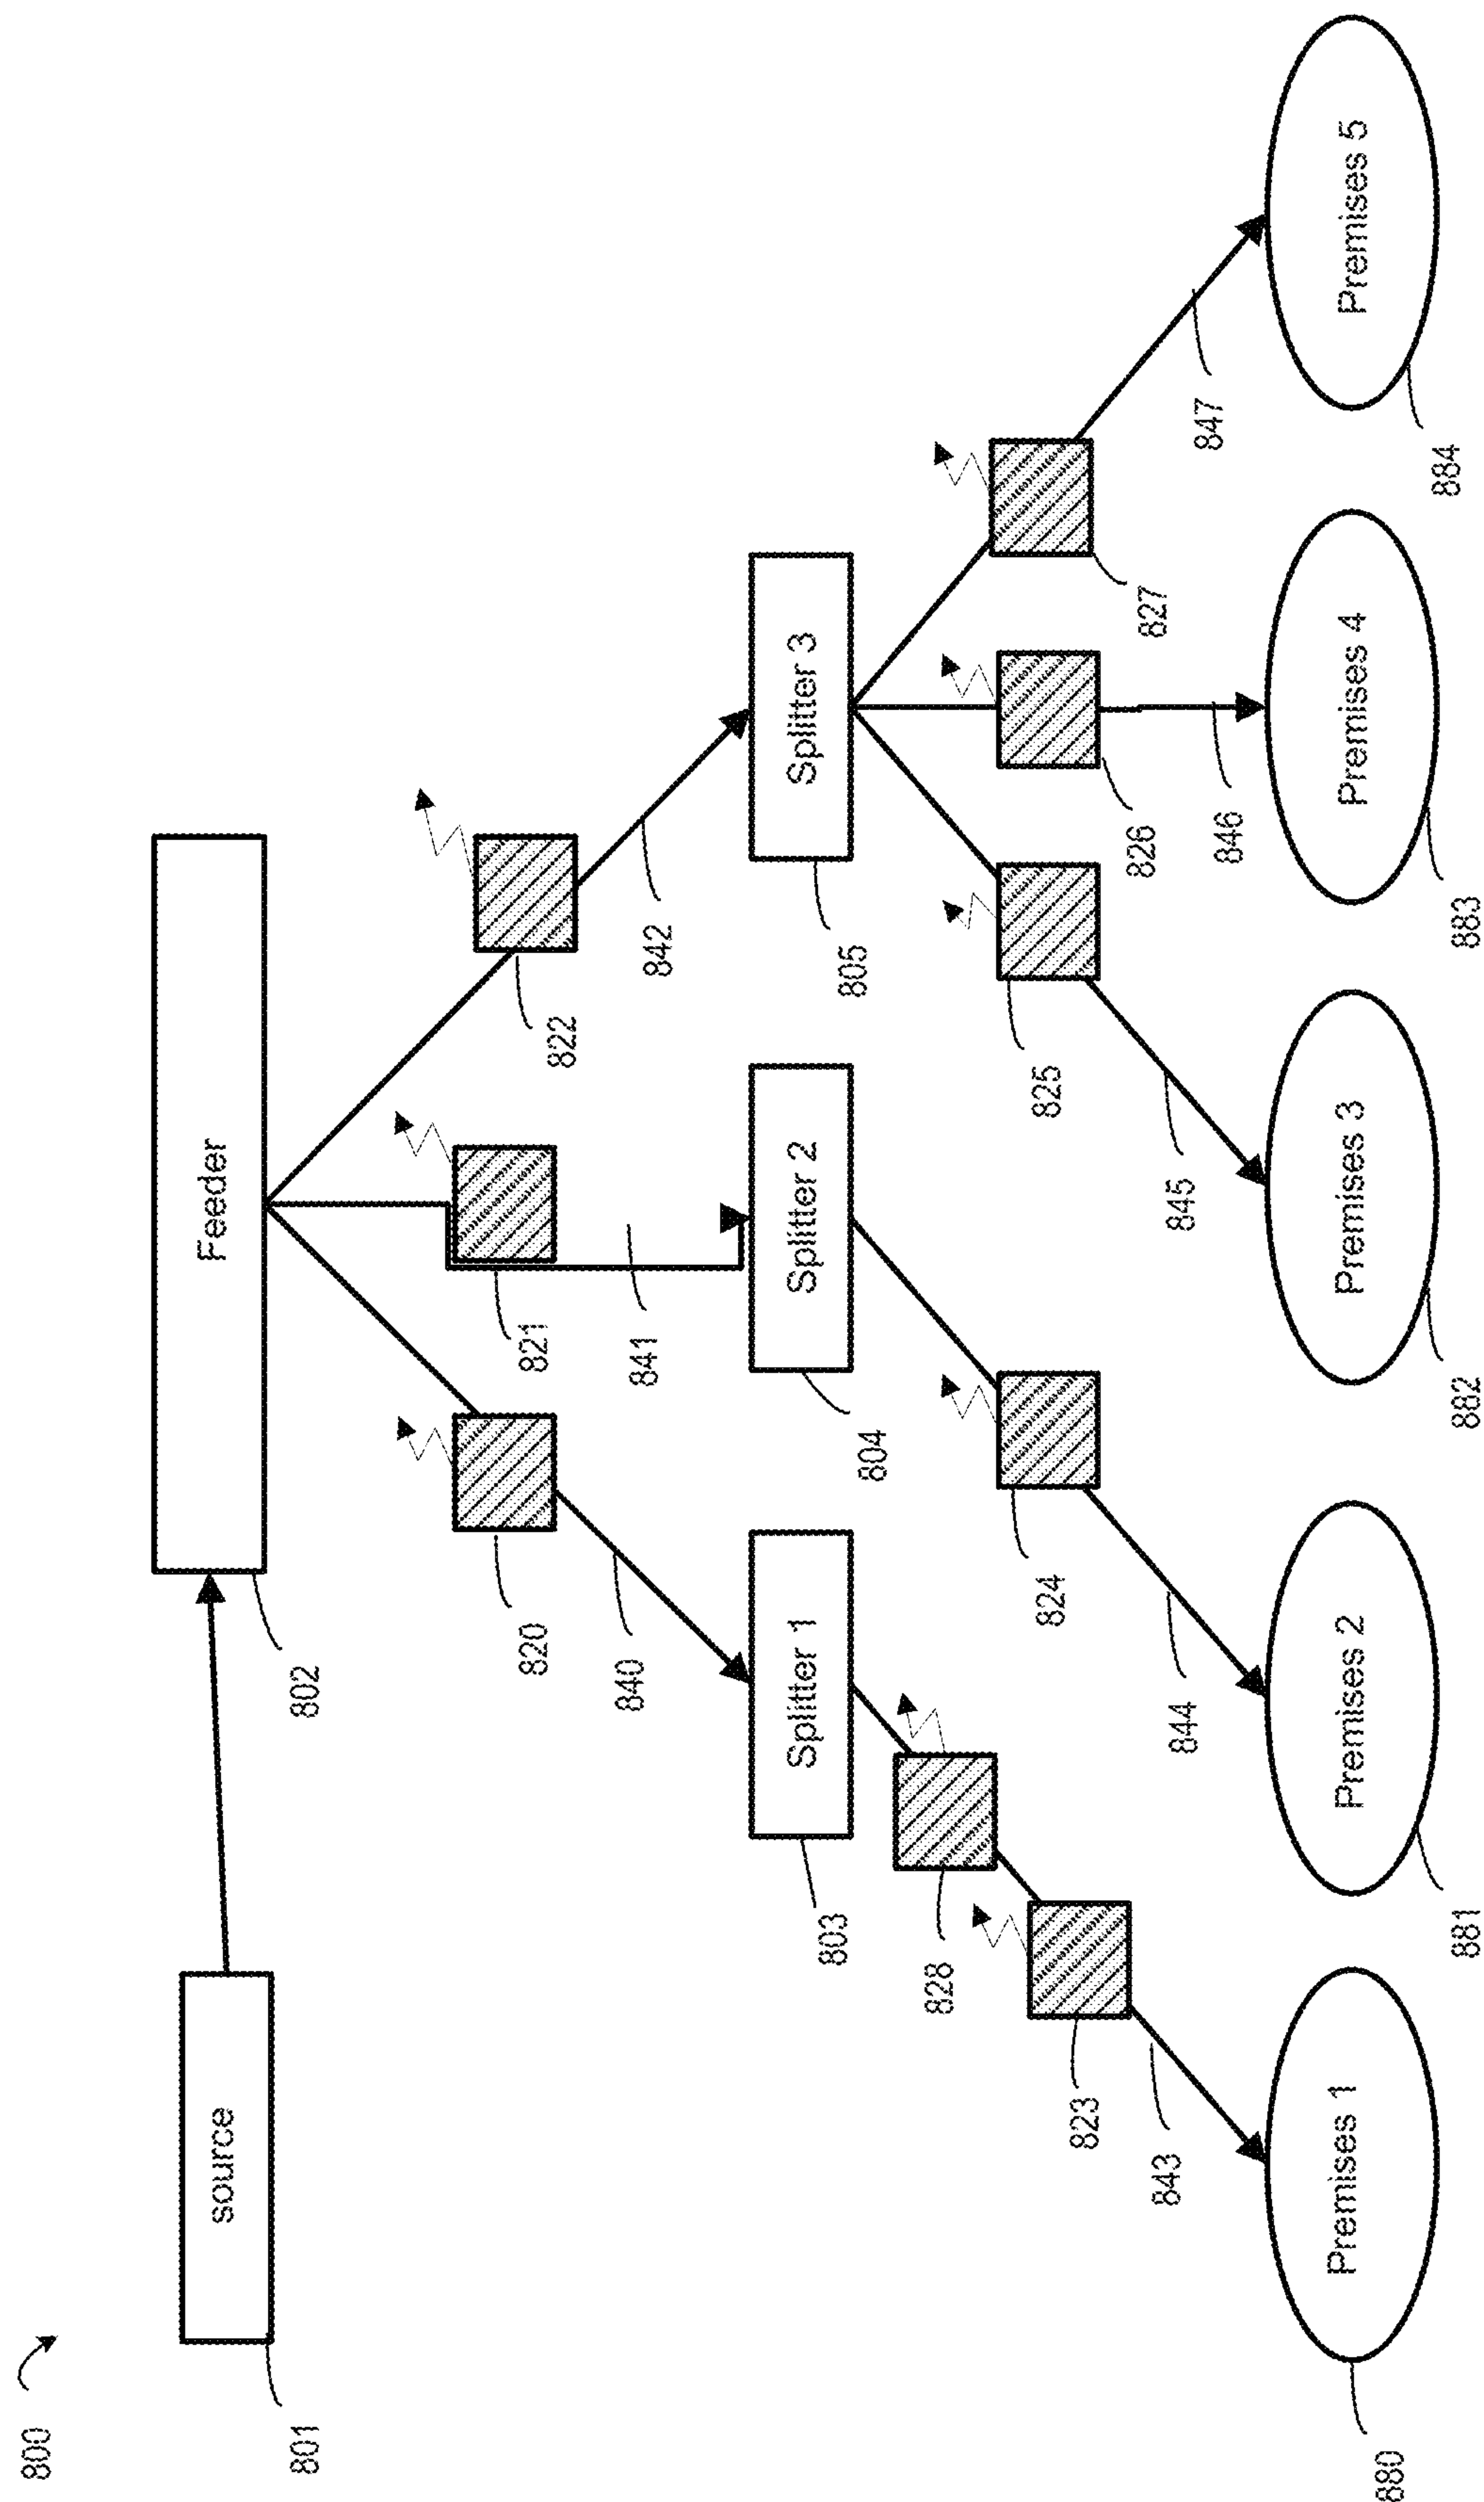 800
source
801
Feeder
802
820
821
822
840
841
842
Splitter 1
Splitter 2
Splitter 3
803
804
805
828
823
824
825
826
827
843
844
845
846
847
Premises 1
Premises 2
Premises 3
Premises 4
Premises 5
880
881
882
883
884